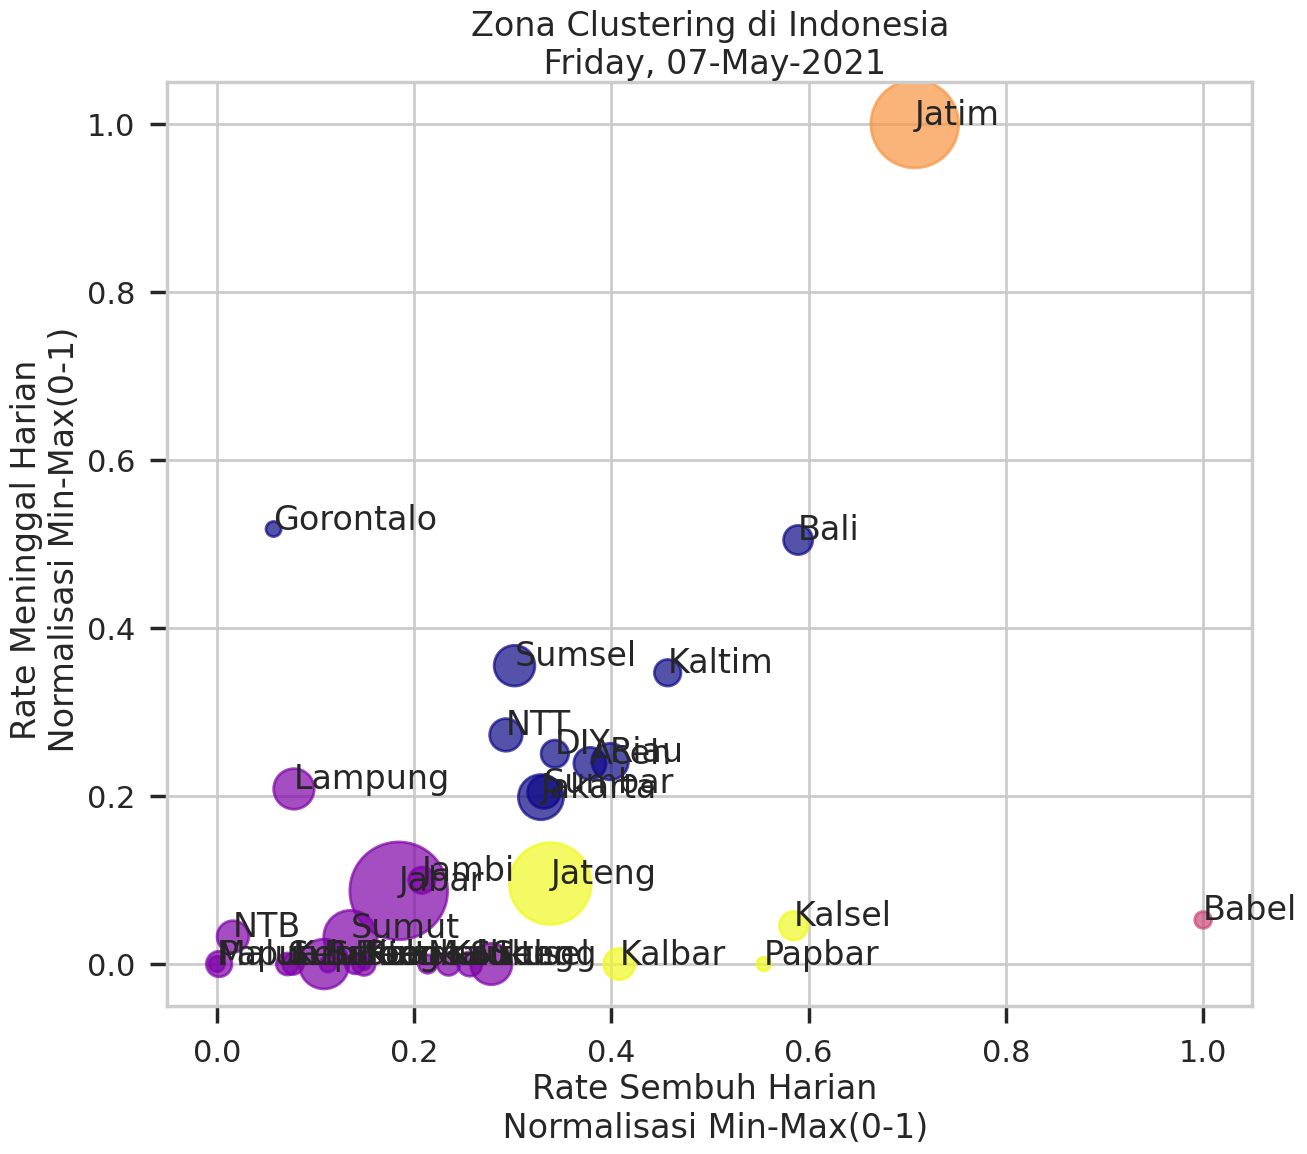 Zona Clustering di Indonesia
Friday, 07-May-2021
Rate Meninggal Harian
Normalisasi Min-Max(0-1)
1.0
0.8
0.6
0.4
0.2
0.0
Jatim
Gorontalo
Bali
Sumsel
Kaltim
NTT
DIY
Aceh
Riau
Lampung
Sumbar
Jakarta
Jambi
Jabar
Jateng
NTB
Sumut
Kalsel
Babel
Kalbar
Papbar
0.0
0.2
0.4
0.6
0.8
1.0
Rate Sembuh Harian
Normalisasi Min-Max(0-1)